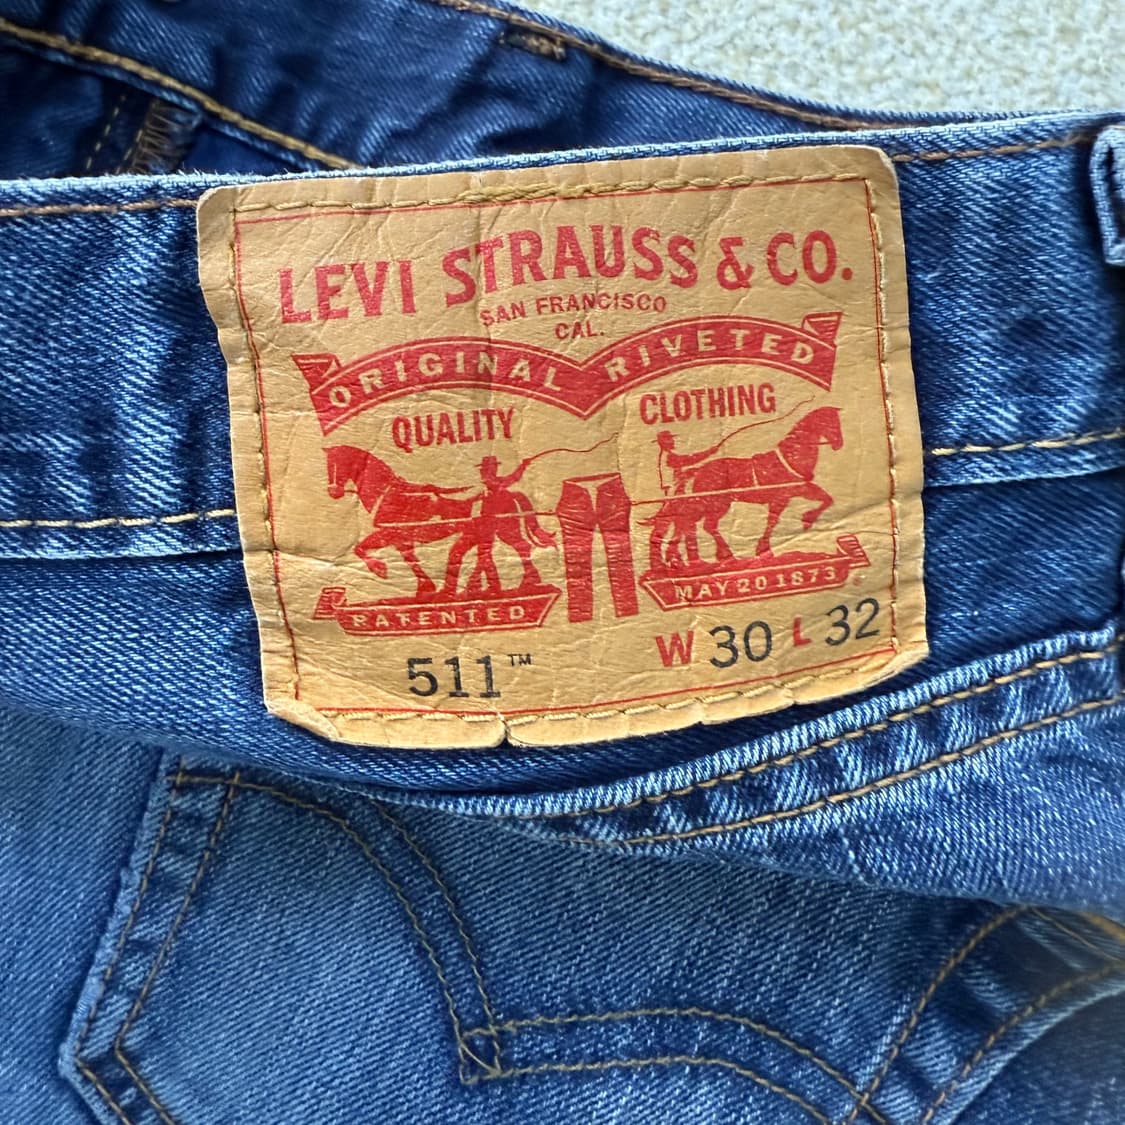 LEVI STRAUSS & CO.
SAN FRANCISCO
CAL.
ORIGINAL RIVETED
QUALITY CLOTHING
PATENTED MAY 20 1873
511™ W 30 L 32